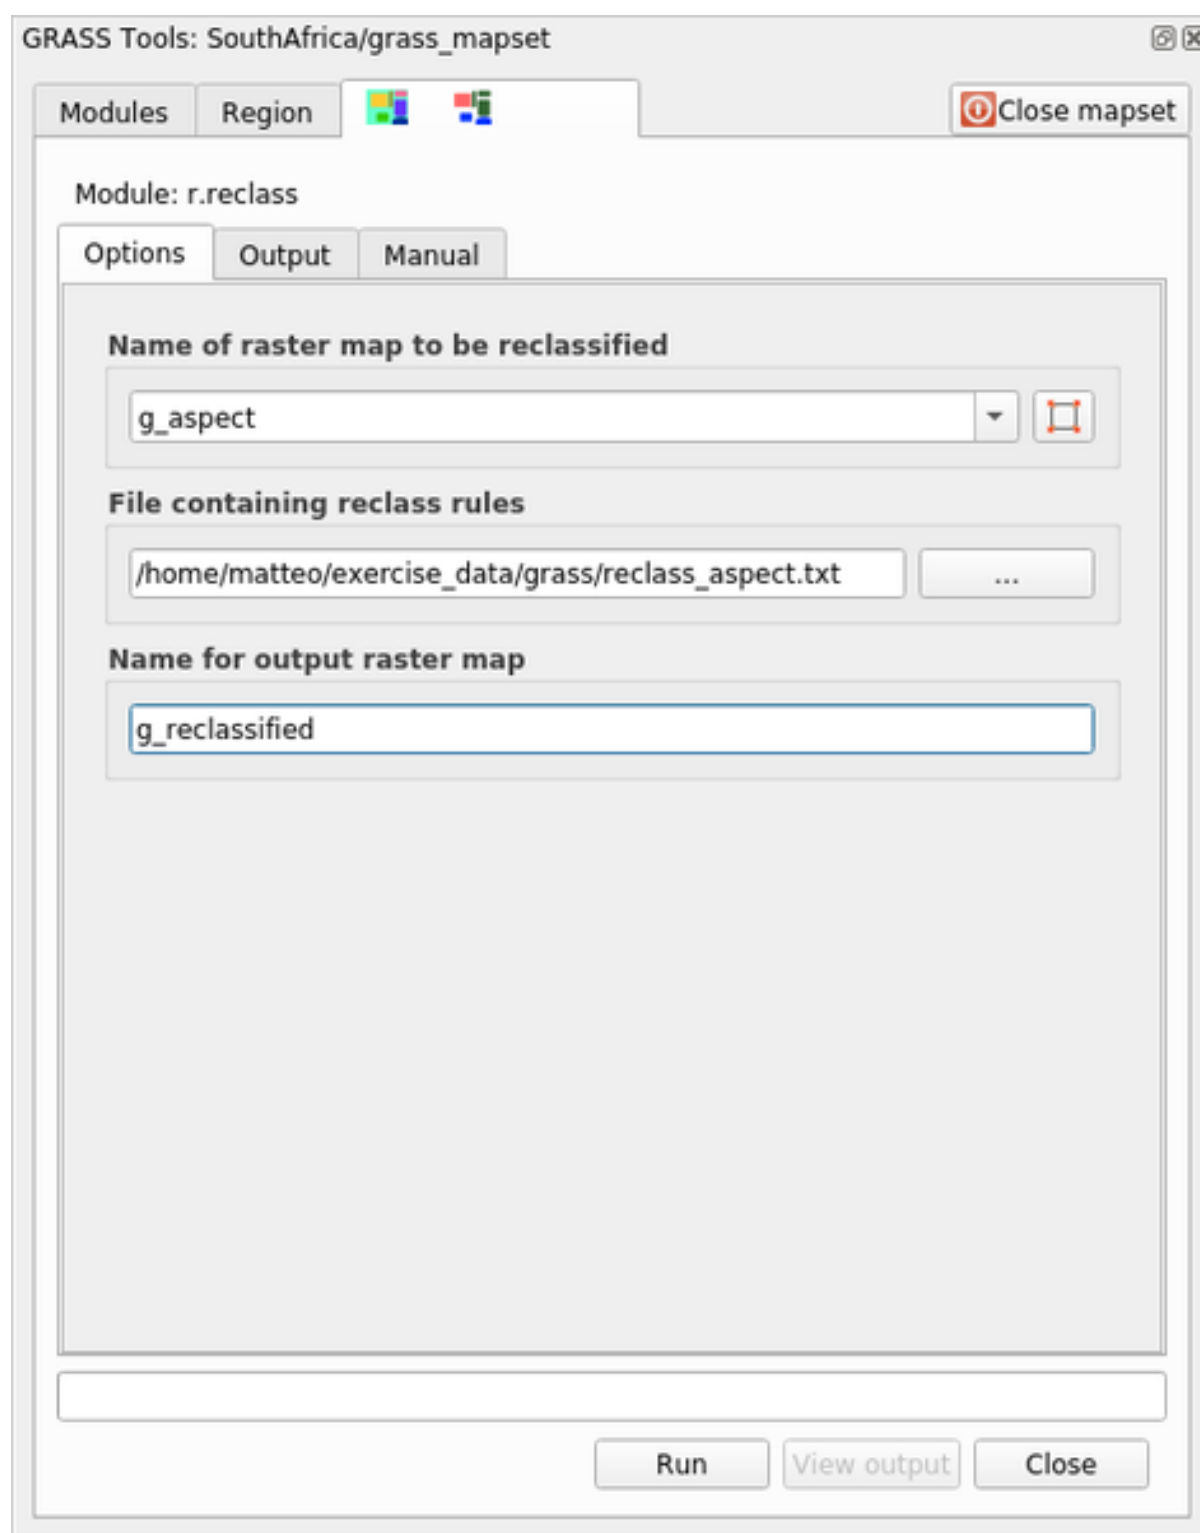 GRASS Tools: SouthAfrica/grass_mapset
Modules Region Close mapset
Module: r.reclass
Options Output Manual
Name of raster map to be reclassified
g_aspect
File containing reclass rules
/home/matteo/exercise_data/grass/reclass_aspect.txt ...
Name for output raster map
g_reclassified
Run View output Close